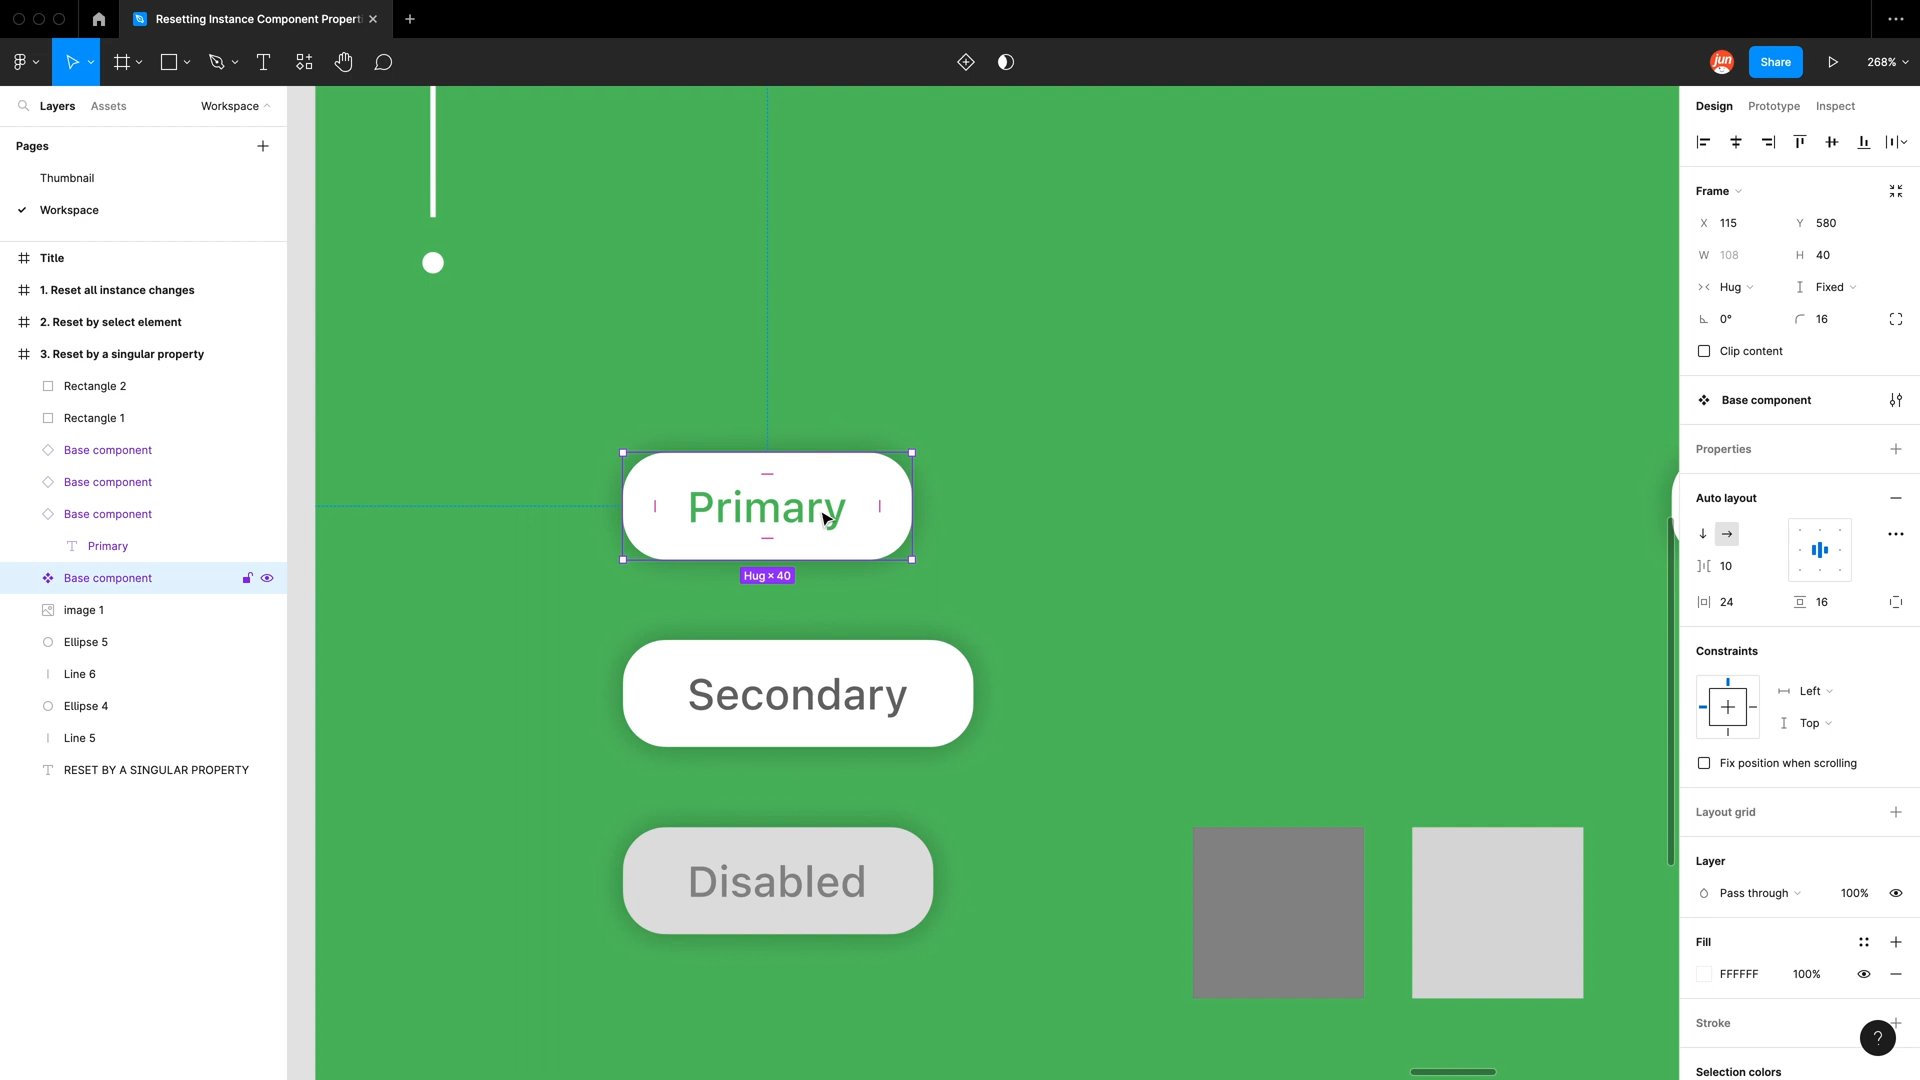 Resetting Instance Component Properti
jun
Share
268%
Layers
Assets
Workspace
Pages
Thumbnail
Workspace
Title
1. Reset all instance changes
2. Reset by select element
3. Reset by a singular property
Rectangle 2
Rectangle 1
Base component
Base component
Base component
Primary
Base component
image 1
Ellipse 5
Line 6
Ellipse 4
Line 5
RESET BY A SINGULAR PROPERTY
Primary
Hug × 40
Secondary
Disabled
Design
Prototype
Inspect
Frame
X 115
Y 580
W 108
H 40
Hug
Fixed
0°
16
Clip content
Base component
Properties
Auto layout
10
24
16
Constraints
Left
Top
Fix position when scrolling
Layout grid
Layer
Pass through
100%
Fill
FFFFFF
100%
Stroke
?
Selection colors